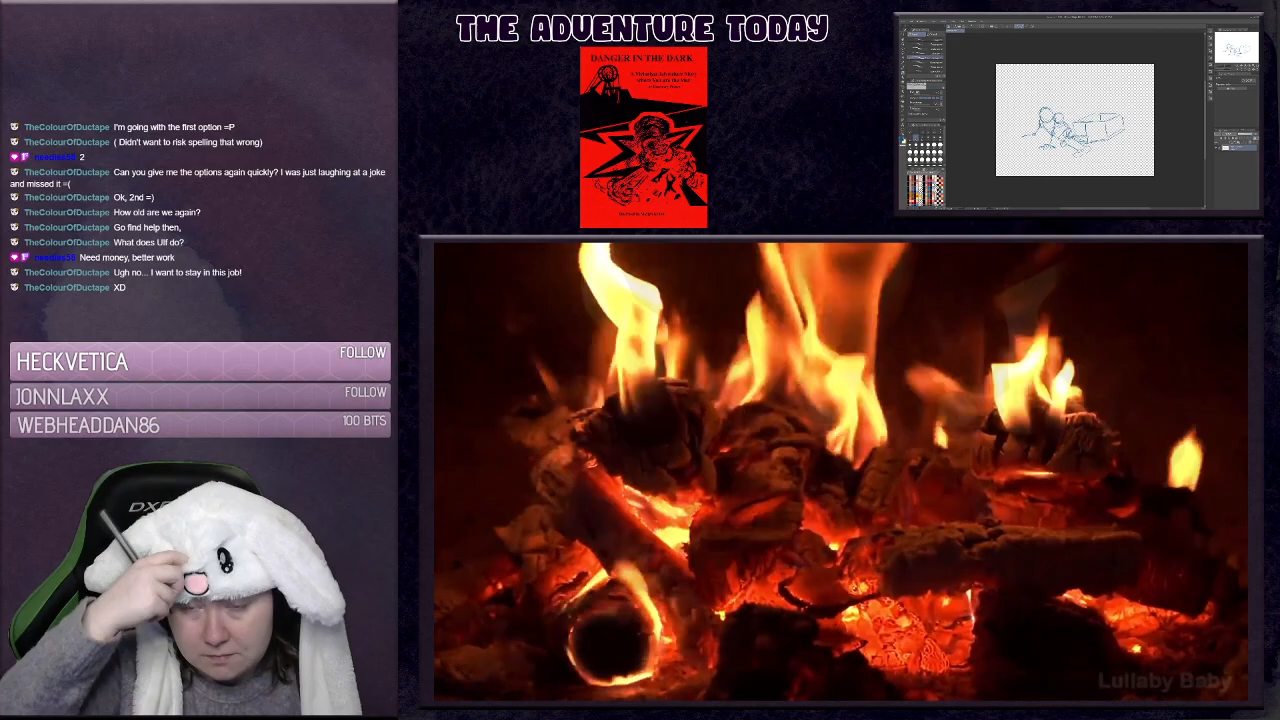 THE ADVENTURE TODAY
DANGER IN THE DARK
TheColourOfDuctape I'm going with the first option =P
TheColourOfDuctape ( Didn't want to risk spelling that wrong)
needles58 2
TheColourOfDuctape Can you give me the options again quickly? I was just laughing at a joke
and missed it =(
TheColourOfDuctape Ok, 2nd =)
TheColourOfDuctape How old are we again?
TheColourOfDuctape Go find help then,
TheColourOfDuctape What does Ulf do?
needles58 Need money, better work
TheColourOfDuctape Ugh no... I want to stay in this job!
TheColourOfDuctape XD
HECKVETICA FOLLOW
JONNLAXX FOLLOW
WEBHEADDAN86 100 BITS
Lullaby Baby